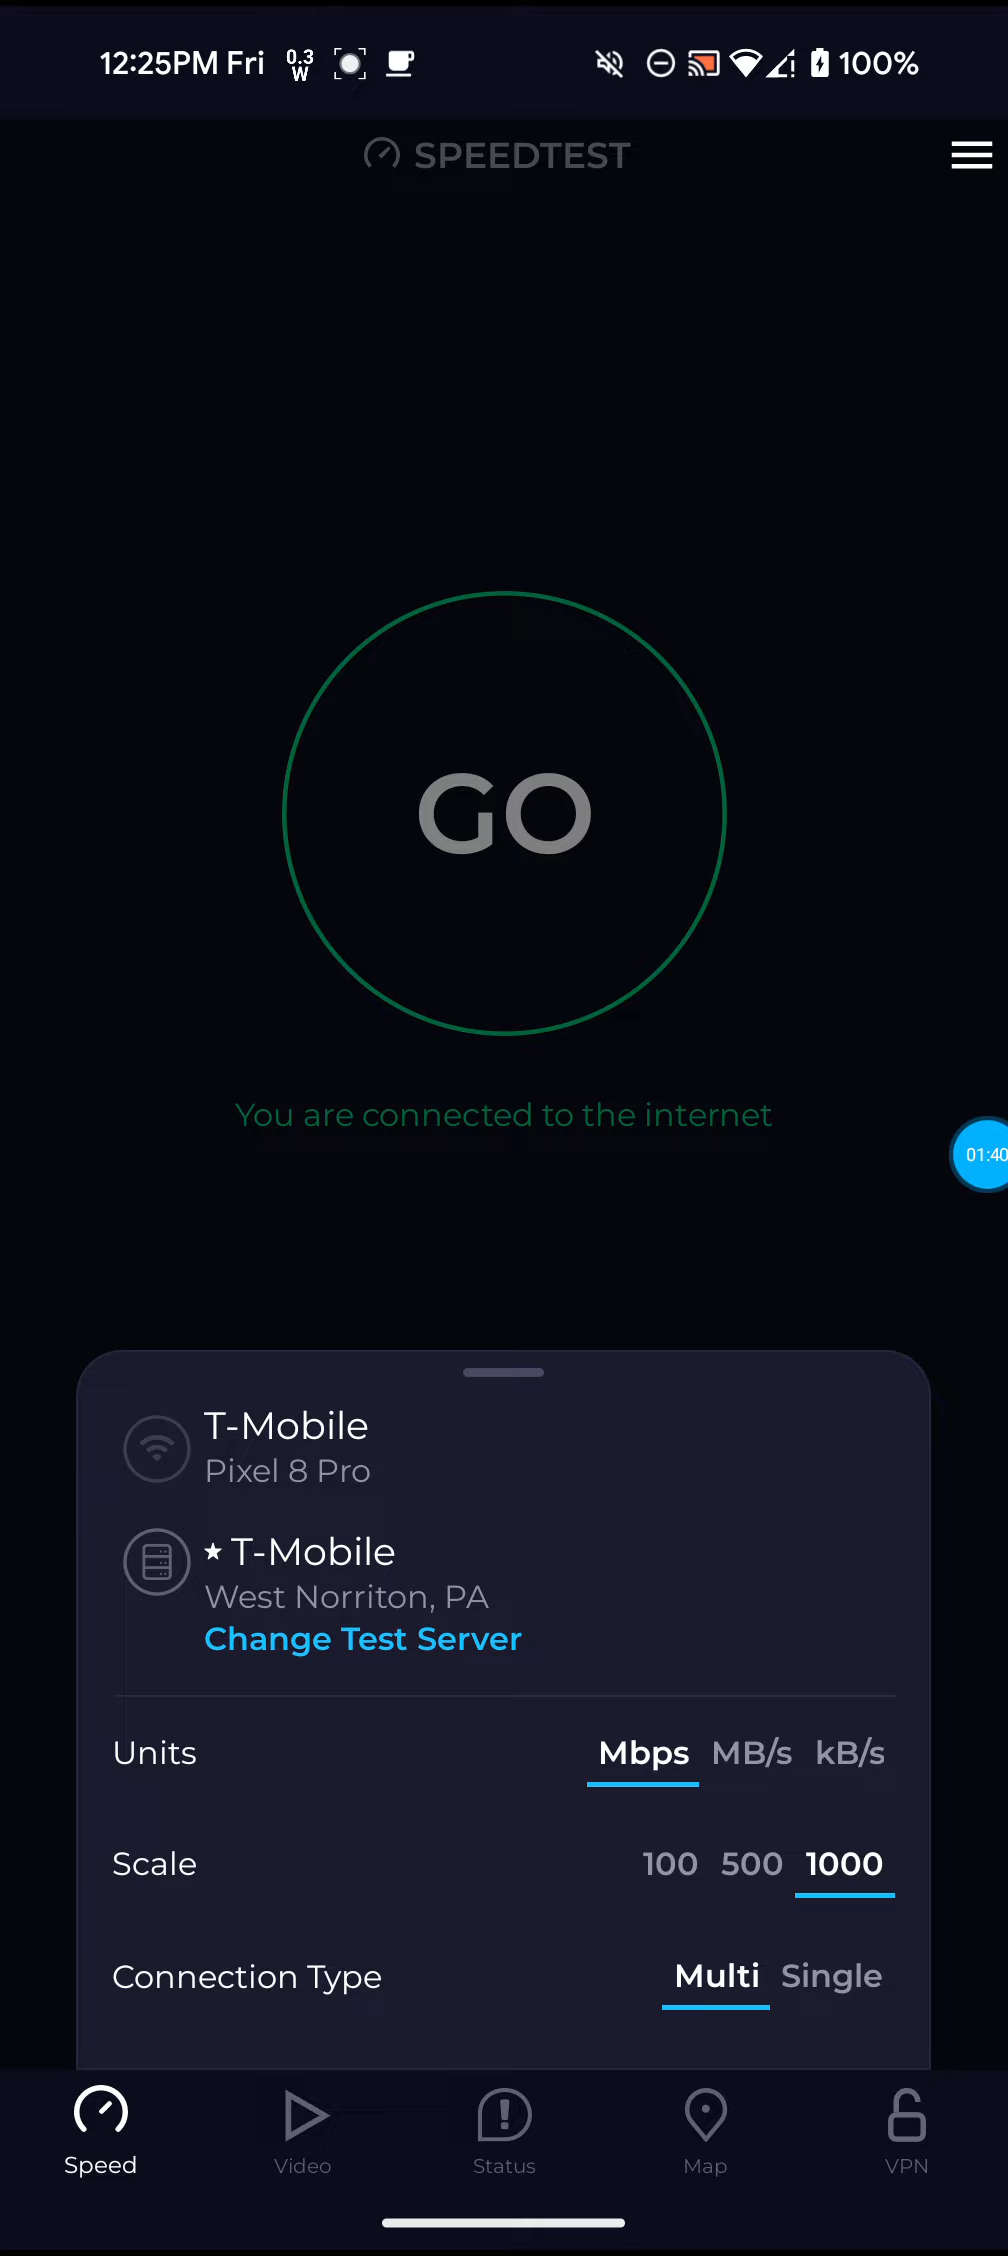 12:25PM Fri 0.3 W 100%
SPEEDTEST
GO
You are connected to the internet
01:40
T-Mobile
Pixel 8 Pro
T-Mobile
West Norriton, PA
Change Test Server
Units Mbps MB/s kB/s
Scale 100 500 1000
Connection Type Multi Single
Speed Video Status Map VPN